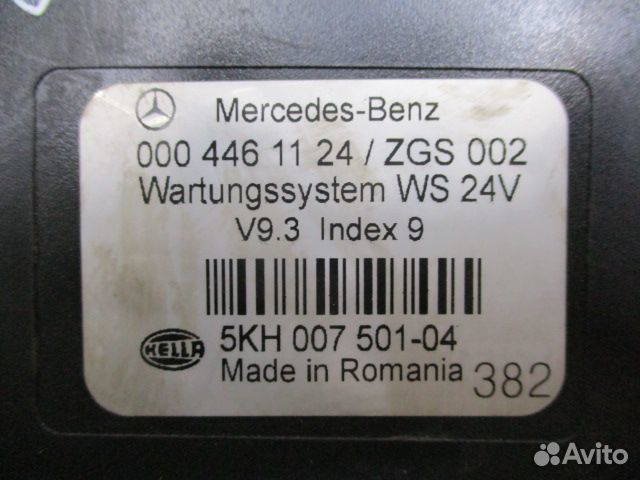 Mercedes-Benz
000 446 11 24 / ZGS 002
Wartungssystem WS 24V
V9.3 Index 9
HELLA
5KH 007 501-04
Made in Romania
382
Avito